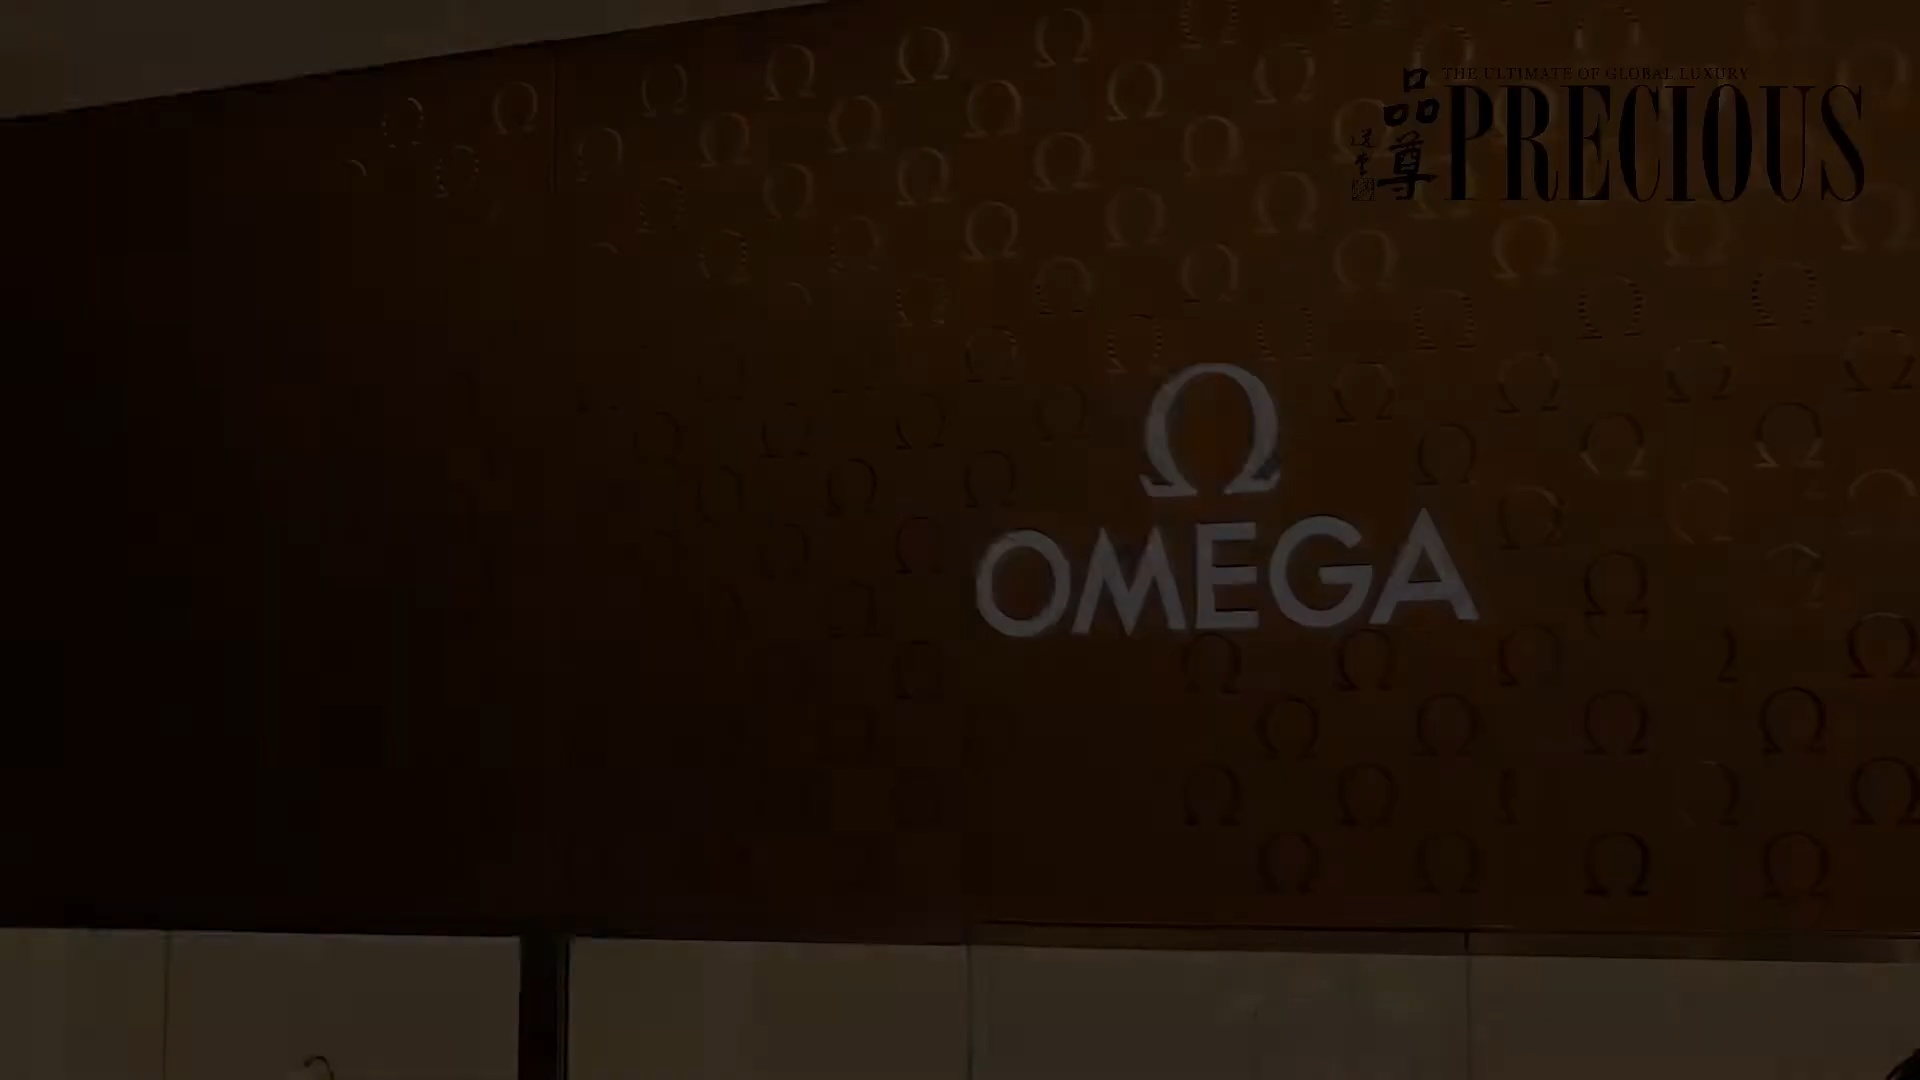 THE ULTIMATE OF GLOBAL LUXURY
品尊 PRECIOUS
Ω
OMEGA